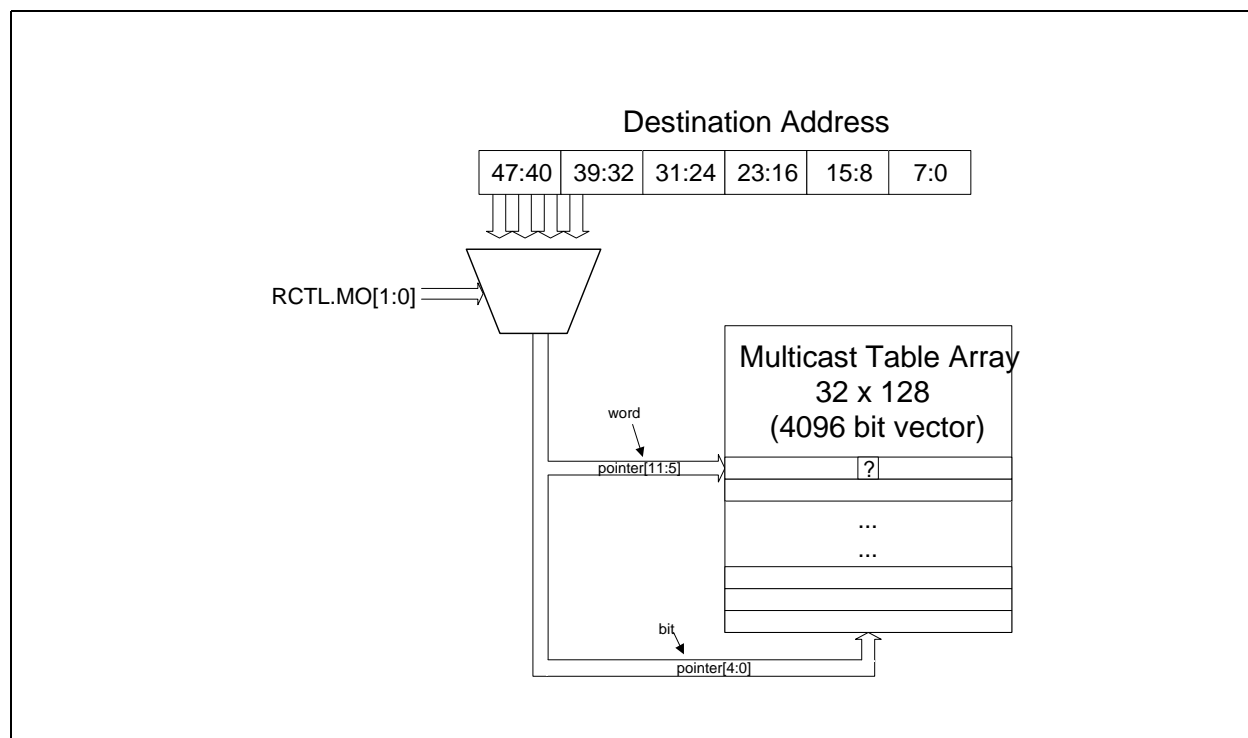 Destination Address
47:40 39:32 31:24 23:16 15:8 7:0
RCTL.MO[1:0]
Multicast Table Array
32 x 128
(4096 bit vector)
word
pointer[11:5]
?
...
...
bit
pointer[4:0]